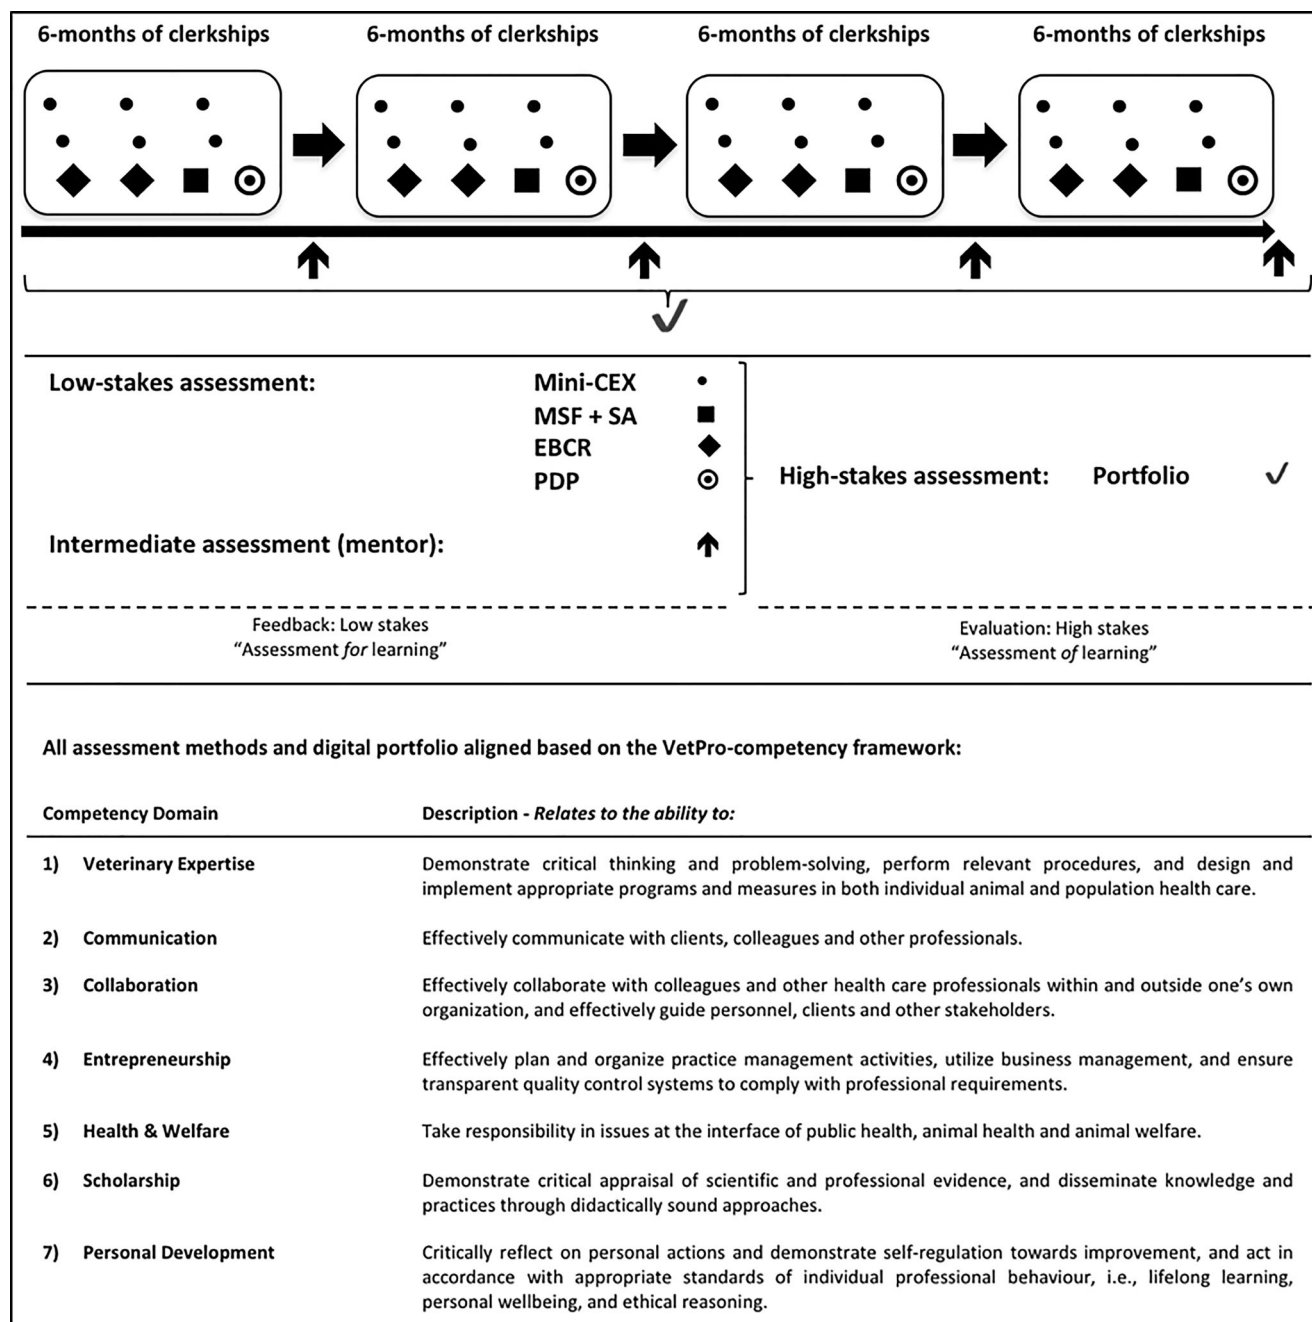 6-months of clerkships 6-months of clerkships 6-months of clerkships 6-months of clerkships
Low-stakes assessment: Mini-CEX
MSF + SA
EBCR
PDP
High-stakes assessment: Portfolio
Intermediate assessment (mentor):
Feedback: Low stakes
“Assessment for learning”
Evaluation: High stakes
“Assessment of learning”
All assessment methods and digital portfolio aligned based on the VetPro-competency framework:
Competency Domain Description - Relates to the ability to:
1) Veterinary Expertise Demonstrate critical thinking and problem-solving, perform relevant procedures, and design and
implement appropriate programs and measures in both individual animal and population health care.
2) Communication Effectively communicate with clients, colleagues and other professionals.
3) Collaboration Effectively collaborate with colleagues and other health care professionals within and outside one’s own
organization, and effectively guide personnel, clients and other stakeholders.
4) Entrepreneurship Effectively plan and organize practice management activities, utilize business management, and ensure
transparent quality control systems to comply with professional requirements.
5) Health & Welfare Take responsibility in issues at the interface of public health, animal health and animal welfare.
6) Scholarship Demonstrate critical appraisal of scientific and professional evidence, and disseminate knowledge and
practices through didactically sound approaches.
7) Personal Development Critically reflect on personal actions and demonstrate self-regulation towards improvement, and act in
accordance with appropriate standards of individual professional behaviour, i.e., lifelong learning,
personal wellbeing, and ethical reasoning.